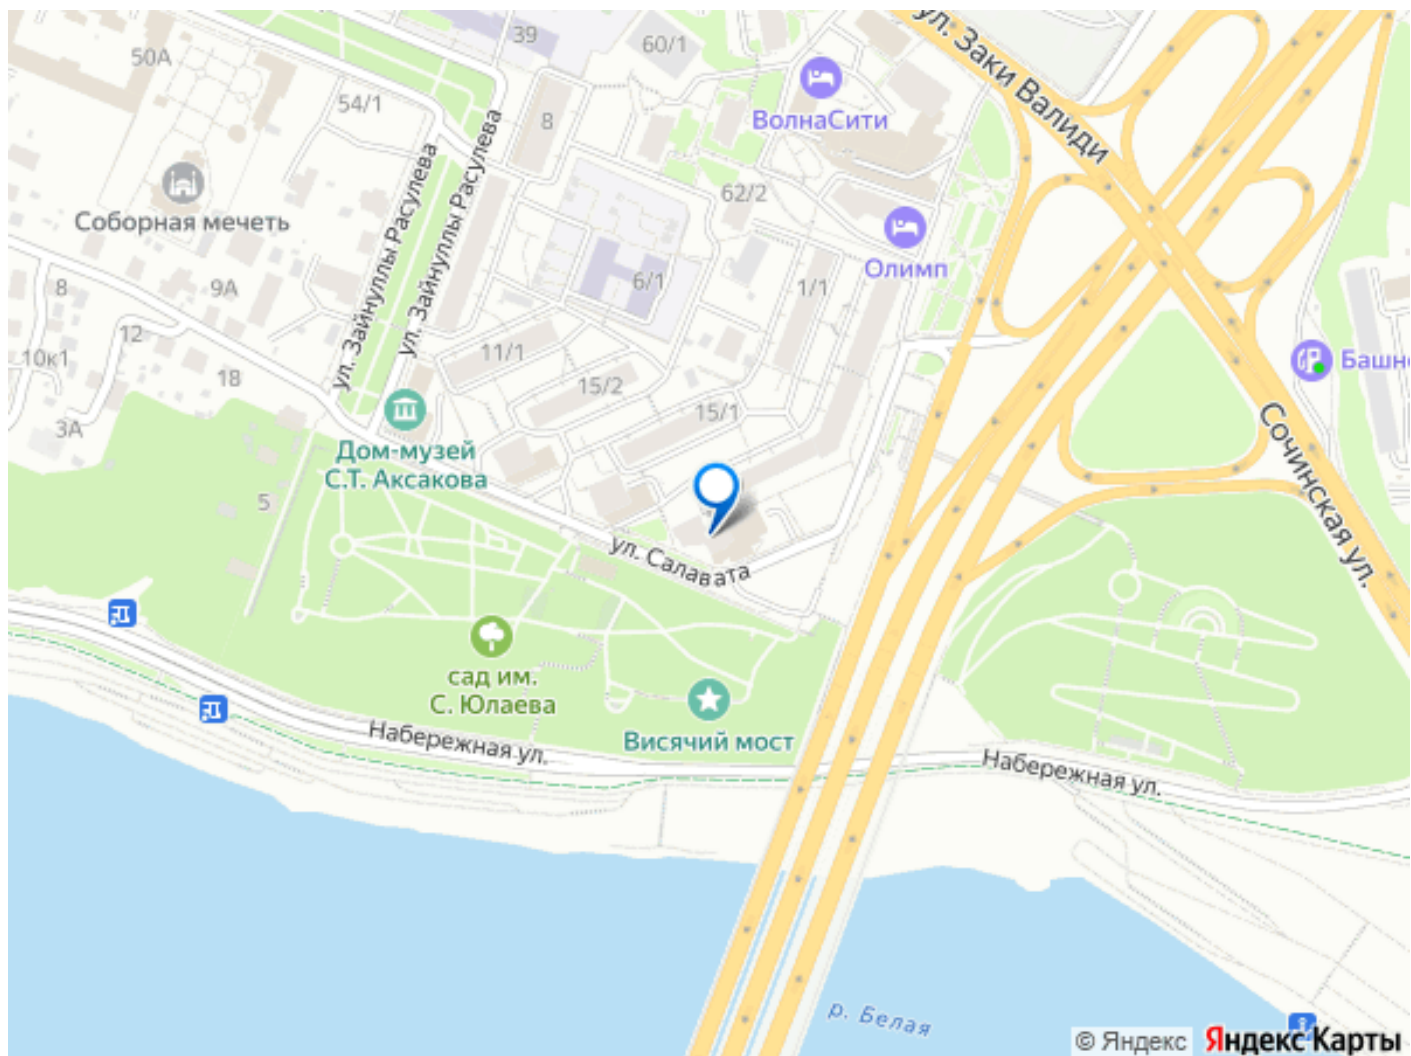 ул. Заки Валиди
39
60/1
50А
ВолнаСити
54/1
8
62/2
Соборная мечеть
ул. Зайнуллы Расулева
ул. Зайнуллы Расулева
Олимп
6/1
1/1
8
9А
12
10к1
11/1
Башне
18
15/2
15/1
3А
Дом-музей
С.Т. Аксакова
Сочинская ул.
5
ул. Салавата
сад им.
С. Юлаева
Висячий мост
Набережная ул.
Набережная ул.
р. Белая
© Яндекс
Яндекс Карты